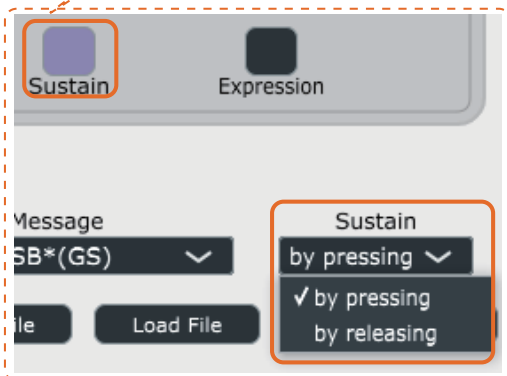 Sustain
Expression
Message
Sustain
SB*(GS)
by pressing
✓ by pressing
Load File
by releasing